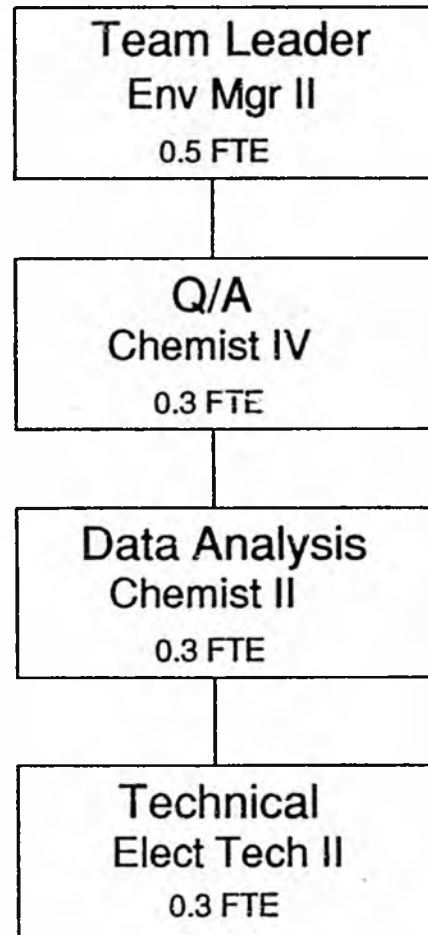 Team Leader
Env Mgr II
0.5 FTE
Q/A
Chemist IV
0.3 FTE
Data Analysis
Chemist II
0.3 FTE
Technical
Elect Tech II
0.3 FTE